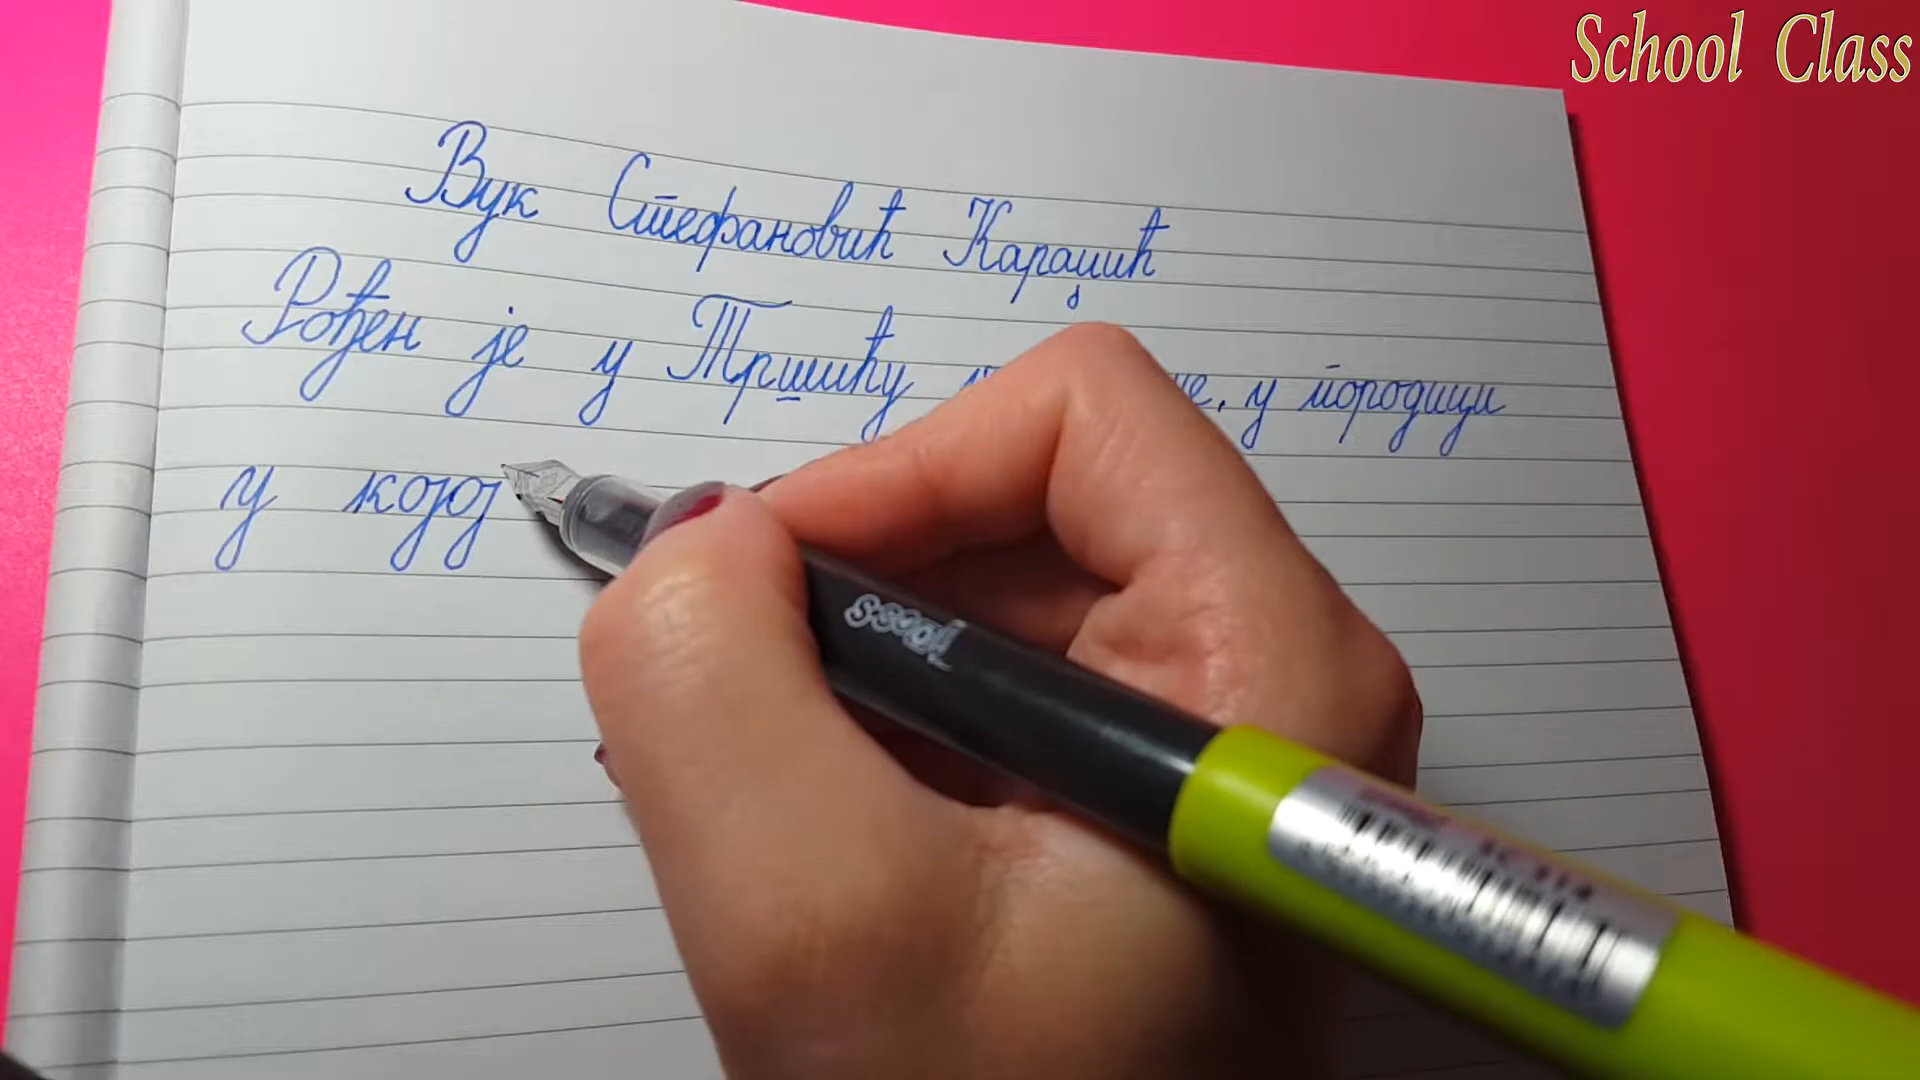 School Class
Вук Стефановић Караџић
Рођен је у Тршићу у породици
у којој